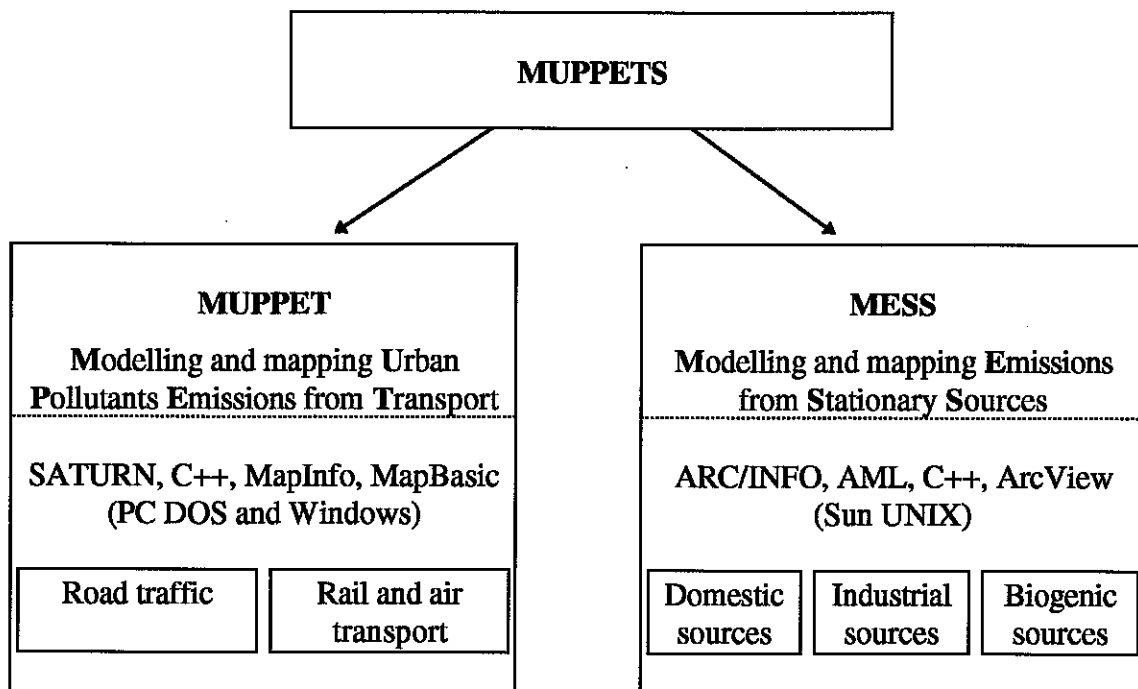 MUPPETS
MUPPET
Modelling and mapping Urban
Pollutants Emissions from Transport
SATURN, C++, MapInfo, MapBasic
(PC DOS and Windows)
Road traffic
Rail and air
transport
MESS
Modelling and mapping Emissions
from Stationary Sources
ARC/INFO, AML, C++, ArcView
(Sun UNIX)
Domestic
sources
Industrial
sources
Biogenic
sources